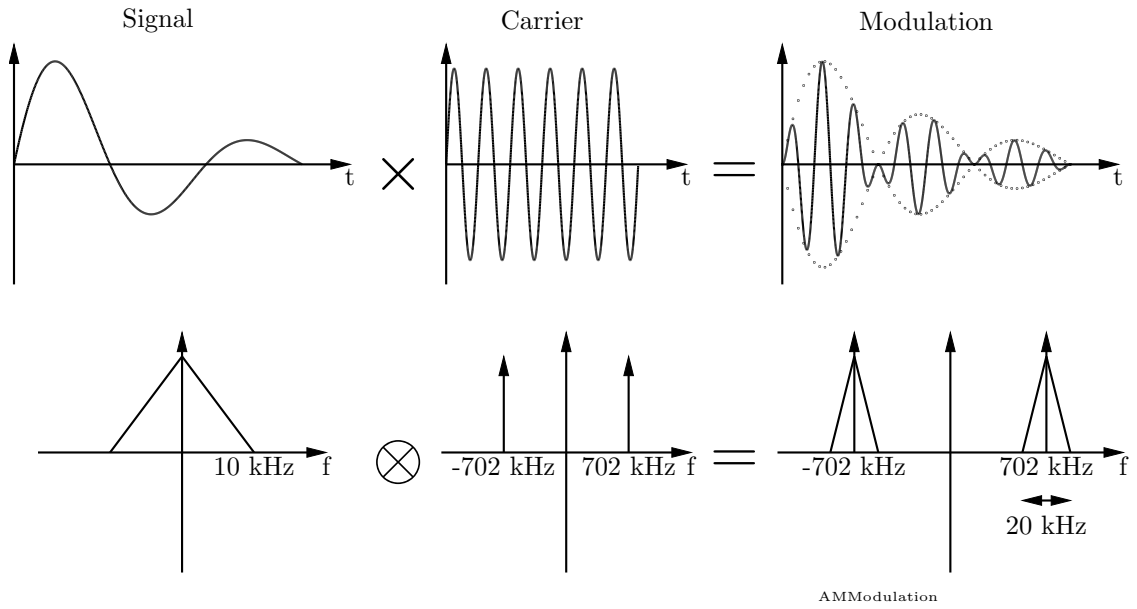 Signal
Carrier
Modulation
t
t
t
10 kHz
f
-702 kHz
702 kHz
f
-702 kHz
702 kHz
f
20 kHz
AMModulation